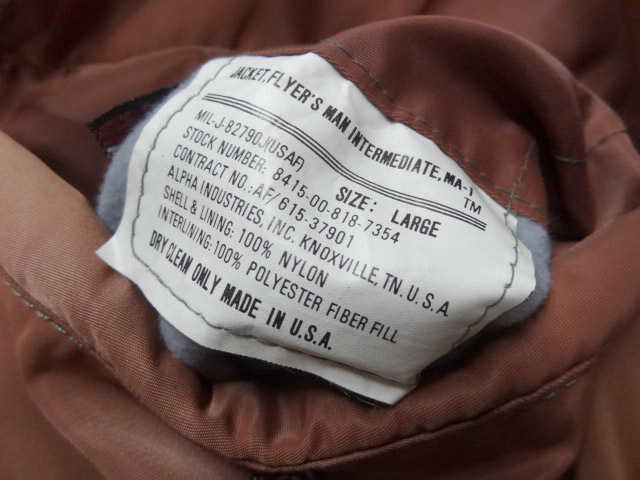 JACKET, FLYER'S MAN INTERMEDIATE, MA-1 TM
MIL-J-82790J(USAF) SIZE: LARGE
STOCK NUMBER: 8415-00-818-7354
CONTRACT NO.:AF/615-37901
ALPHA INDUSTRIES, INC. KNOXVILLE, TN. U.S.A
SHELL & LINING: 100% NYLON
INTERLINING:100% POLYESTER FIBER FILL
DRY CLEAN ONLY MADE IN U.S.A.